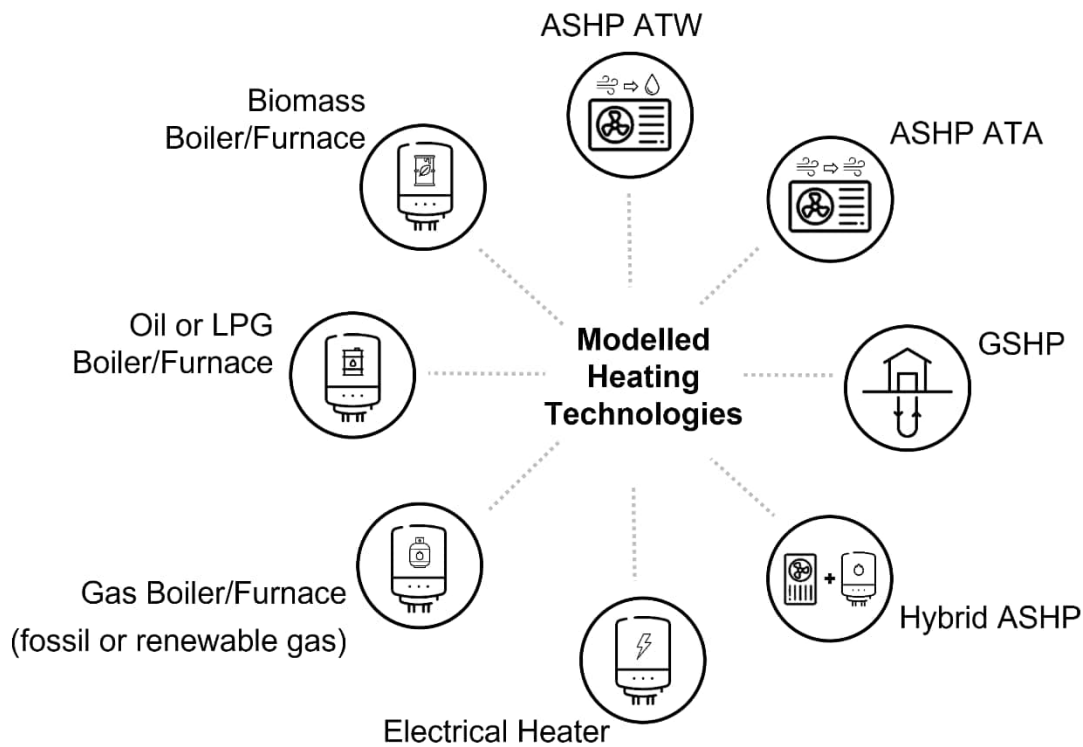 ASHP ATW
Biomass
Boiler/Furnace
ASHP ATA
Oil or LPG
Boiler/Furnace
Modelled
Heating
Technologies
GSHP
Gas Boiler/Furnace
(fossil or renewable gas)
Hybrid ASHP
Electrical Heater